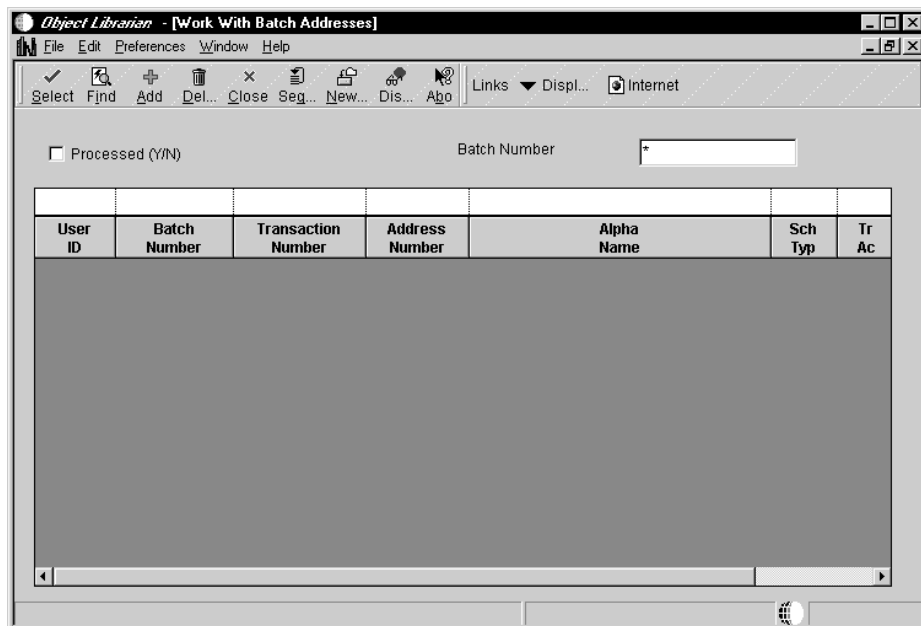 Object Librarian - [Work With Batch Addresses]
File Edit Preferences Window Help
Select Find Add Del... Close Seq... New... Dis... Abo Links Displ... Internet
Processed (Y/N) Batch Number *
User ID Batch Number Transaction Number Address Number Alpha Name Sch Typ Tr Ac